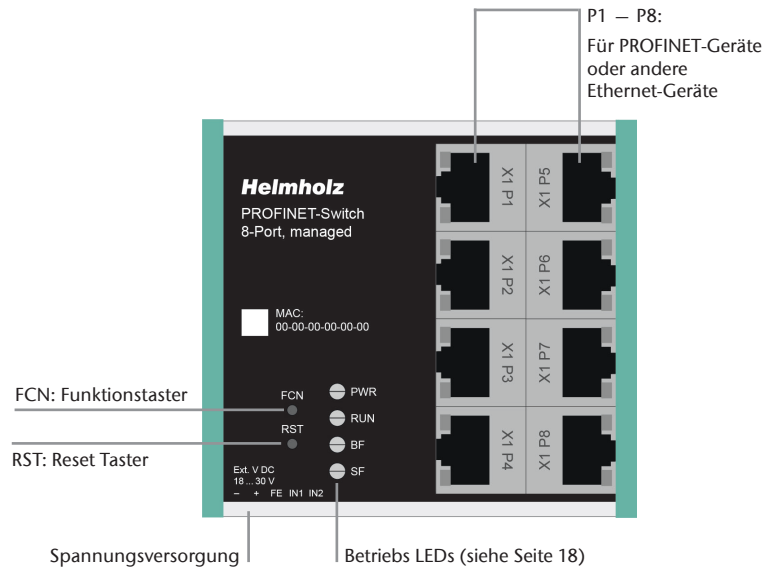 P1 – P8:
Für PROFINET-Geräte
oder andere
Ethernet-Geräte
Helmholz
PROFINET-Switch
8-Port, managed
MAC:
00-00-00-00-00-00
X1 P1
X1 P5
X1 P2
X1 P6
X1 P3
X1 P7
X1 P4
X1 P8
FCN: Funktionstaster
RST: Reset Taster
FCN
RST
PWR
RUN
BF
SF
Ext. V DC
18 ... 30 V
– + FE IN1 IN2
Spannungsversorgung
Betriebs LEDs (siehe Seite 18)